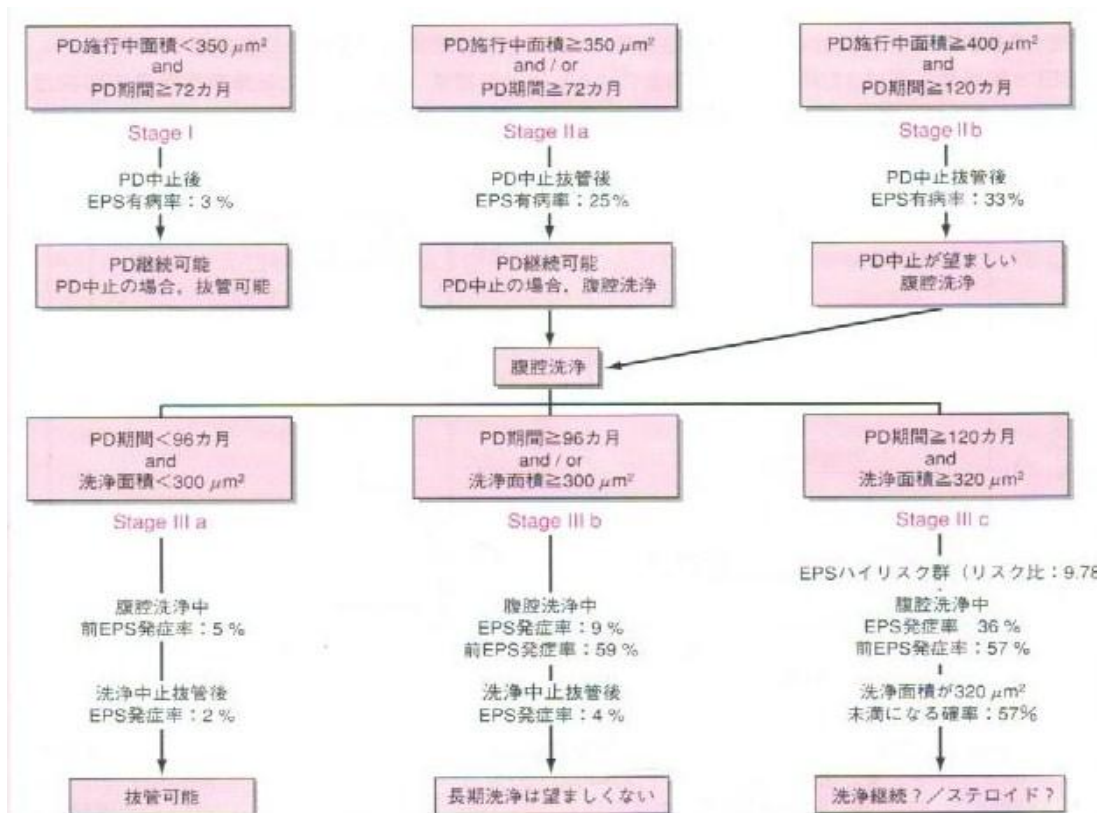 PD施行中面積<350 μm²
and
PD期間≧72カ月
Stage I
PD中止後
EPS有病率：3 %
PD継続可能
PD中止の場合，抜管可能
PD施行中面積≧350 μm²
and / or
PD期間≧72カ月
Stage II a
PD中止抜管後
EPS有病率：25%
PD継続可能
PD中止の場合，腹腔洗浄
PD施行中面積≧400 μm²
and
PD期間≧120カ月
Stage II b
PD中止抜管後
EPS有病率：33%
PD中止が望ましい
腹腔洗浄
腹腔洗浄
PD期間<96カ月
and
洗浄面積<300 μm²
Stage III a
腹腔洗浄中
前EPS発症率：5 %
洗浄中止抜管後
EPS発症率：2 %
抜管可能
PD期間≧96カ月
and / or
洗浄面積≧300 μm²
Stage III b
腹腔洗浄中
EPS発症率：9 %
前EPS発症率：59 %
洗浄中止抜管後
EPS発症率：4 %
長期洗浄は望ましくない
PD期間≧120カ月
and
洗浄面積≧320 μm²
Stage III c
EPSハイリスク群（リスク比：9.78
腹腔洗浄中
EPS発症率 36 %
前EPS発症率：57 %
洗浄面積が320 μm²
未満になる確率：57%
洗浄継続？／ステロイド？